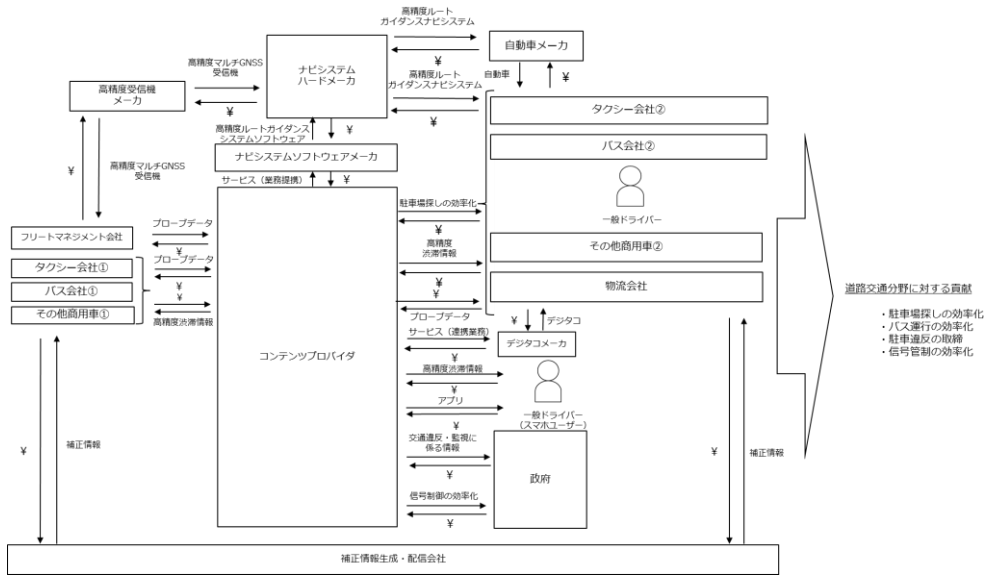 高精度ルート
ガイダンスナビシステム
¥
自動車メーカ
ナビシステム
ハードメーカ
高精度マルチGNSS
受信機
¥
高精度ルート
ガイダンスナビシステム
¥
自動車
¥
高精度受信機
メーカ
タクシー会社②
高精度ルートガイダンス
システムソフトウェア
¥
バス会社②
ナビシステムソフトウェアメーカ
¥
高精度マルチGNSS
受信機
サービス（業務提携）
¥
一般ドライバー
駐車場探しの効率化
¥
プローブデータ
¥
フリートマネジメント会社
高精度
渋滞情報
¥
その他商用車②
プローブデータ
¥
タクシー会社①
バス会社①
その他商用車①
¥
高精度渋滞情報
¥
プローブデータ
物流会社
道路交通分野に対する貢献
・駐車場探しの効率化
・バス運行の効率化
・駐車違反の取締
・信号管制の効率化
¥
デジタコ
サービス（連携業務）
¥
デジタコメーカ
コンテンツプロバイダ
高精度渋滞情報
¥
アプリ
¥
一般ドライバー
（スマホユーザー）
交通違反・監視に
係る情報
¥
政府
信号制御の効率化
¥
¥
補正情報
¥
補正情報
補正情報生成・配信会社